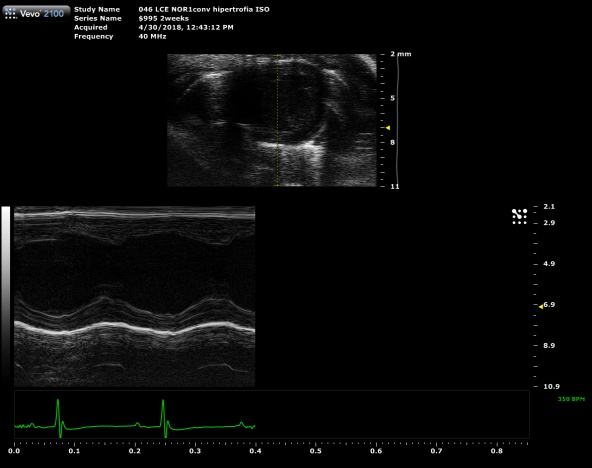 Vevo 2100
Study Name 046 LCE NOR1conv hipertrofia ISO
Series Name $995 2weeks
Acquired 4/30/2018, 12:43:12 PM
Frequency 40 MHz
2 mm
5
8
11
2.1
2.9
4.9
6.9
8.9
10.9
358 BPM
0.0 0.1 0.2 0.3 0.4 0.5 0.6 0.7 0.8